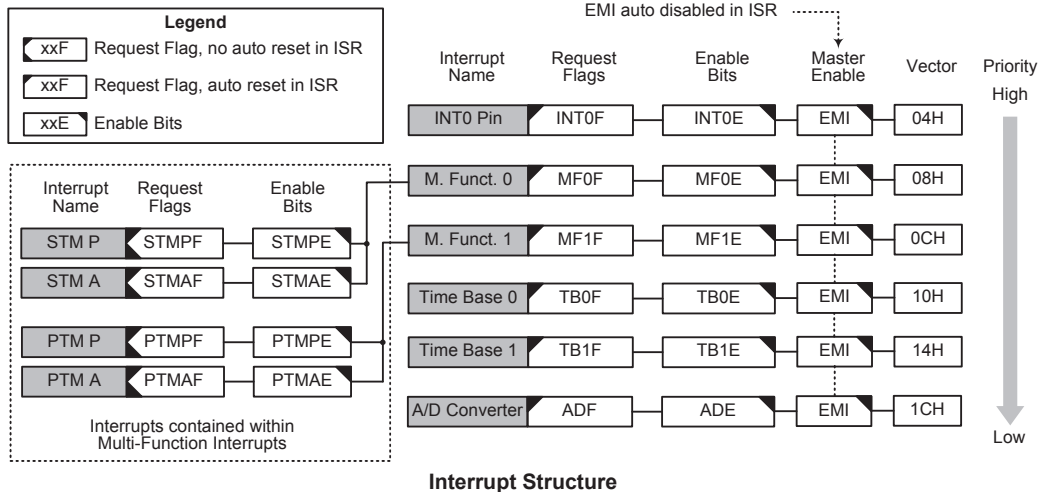 Legend
xxF Request Flag, no auto reset in ISR
xxF Request Flag, auto reset in ISR
xxE Enable Bits
EMI auto disabled in ISR
Interrupt Name Request Flags Enable Bits Master Enable Vector Priority
High
INT0 Pin INT0F INT0E EMI 04H
M. Funct. 0 MF0F MF0E EMI 08H
M. Funct. 1 MF1F MF1E EMI 0CH
Time Base 0 TB0F TB0E EMI 10H
Time Base 1 TB1F TB1E EMI 14H
A/D Converter ADF ADE EMI 1CH
Low
Interrupt Name Request Flags Enable Bits
STM P STMPF STMPE
STM A STMAF STMAE
PTM P PTMPF PTMPE
PTM A PTMAF PTMAE
Interrupts contained within
Multi-Function Interrupts
Interrupt Structure